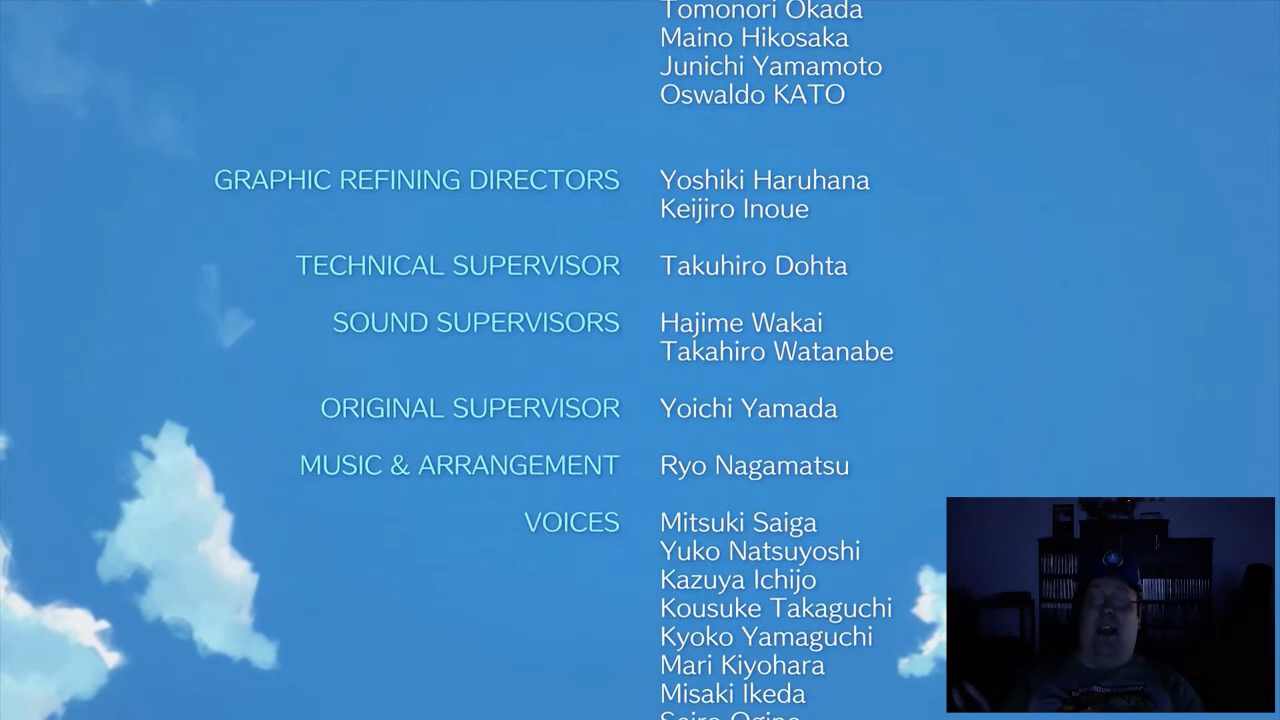 Tomonori Okada
Maino Hikosaka
Junichi Yamamoto
Oswaldo KATO
GRAPHIC REFINING DIRECTORS Yoshiki Haruhana
Keijiro Inoue
TECHNICAL SUPERVISOR Takuhiro Dohta
SOUND SUPERVISORS Hajime Wakai
Takahiro Watanabe
ORIGINAL SUPERVISOR Yoichi Yamada
MUSIC & ARRANGEMENT Ryo Nagamatsu
VOICES Mitsuki Saiga
Yuko Natsuyoshi
Kazuya Ichijo
Kousuke Takaguchi
Kyoko Yamaguchi
Mari Kiyohara
Misaki Ikeda